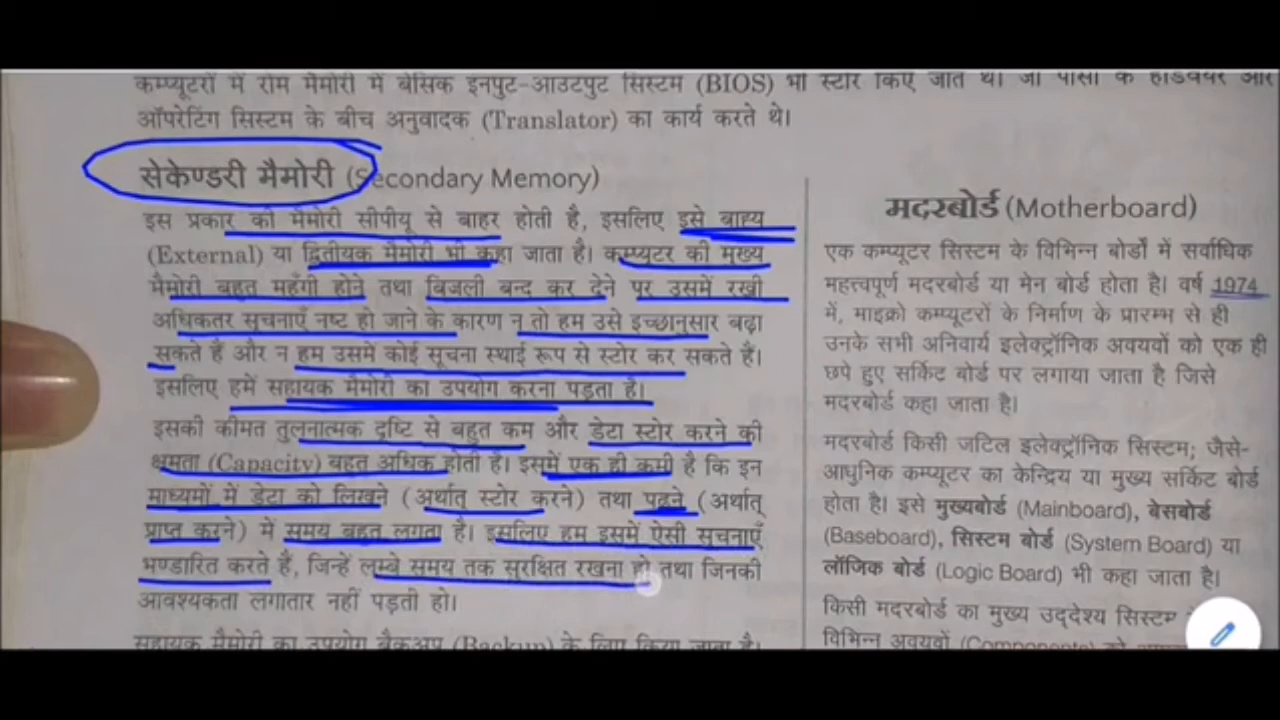 कम्प्यूटरों में रोम मैमोरी में बेसिक इनपुट-आउटपुट सिस्टम (BIOS) भी स्टोर किए जाते थे। जो पीसी के हार्डवेयर और
ऑपरेटिंग सिस्टम के बीच अनुवादक (Translator) का कार्य करते थे।
सेकेण्डरी मैमोरी (Secondary Memory)
इस प्रकार की मैमोरी सीपीयू से बाहर होती है, इसलिए इसे बाह्य
(External) या द्वितीयक मैमोरी भी कहा जाता है। कम्प्यूटर की मुख्य
मैमोरी बहुत महँगी होने तथा बिजली बन्द कर देने पर उसमें रखी
अधिकतर सूचनाएँ नष्ट हो जाने के कारण न तो हम उसे इच्छानुसार बढ़ा
सकते हैं और न हम उसमें कोई सूचना स्थाई रूप से स्टोर कर सकते हैं।
इसलिए हमें सहायक मैमोरी का उपयोग करना पड़ता है।
इसकी कीमत तुलनात्मक दृष्टि से बहुत कम और डेटा स्टोर करने की
क्षमता (Capacity) बहुत अधिक होती है। इसमें एक ही कमी है कि इन
माध्यमों में डेटा को लिखने (अर्थात् स्टोर करने) तथा पढ़ने (अर्थात्
प्राप्त करने) में समय बहुत लगता है। इसलिए हम इसमें ऐसी सूचनाएँ
भण्डारित करते हैं, जिन्हें लम्बे समय तक सुरक्षित रखना हो तथा जिनकी
आवश्यकता लगातार नहीं पड़ती हो।
सहायक मैमोरी का उपयोग बैकअप (Backup) के लिए किया जाता है।
मदरबोर्ड (Motherboard)
एक कम्प्यूटर सिस्टम के विभिन्न बोर्डों में सर्वाधिक
महत्त्वपूर्ण मदरबोर्ड या मेन बोर्ड होता है। वर्ष 1974
में, माइक्रो कम्प्यूटरों के निर्माण के प्रारम्भ से ही
उनके सभी अनिवार्य इलेक्ट्रॉनिक अवयवों को एक ही
छपे हुए सर्किट बोर्ड पर लगाया जाता है जिसे
मदरबोर्ड कहा जाता है।
मदरबोर्ड किसी जटिल इलेक्ट्रॉनिक सिस्टम; जैसे-
आधुनिक कम्प्यूटर का केन्द्रिय या मुख्य सर्किट बोर्ड
होता है। इसे मुख्यबोर्ड (Mainboard), बेसबोर्ड
(Baseboard), सिस्टम बोर्ड (System Board) या
लॉजिक बोर्ड (Logic Board) भी कहा जाता है।
किसी मदरबोर्ड का मुख्य उद्देश्य सिस्टम
विभिन्न अवयवों (Components) को